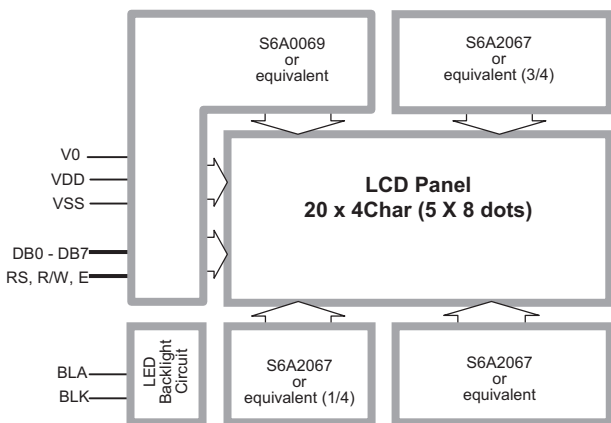 S6A0069
or
equivalent
S6A2067
or
equivalent (3/4)
V0
VDD
VSS
DB0 - DB7
RS, R/W, E
LCD Panel
20 x 4Char (5 X 8 dots)
BLA
BLK
LED
Backlight
Circuit
S6A2067
or
equivalent (1/4)
S6A2067
or
equivalent